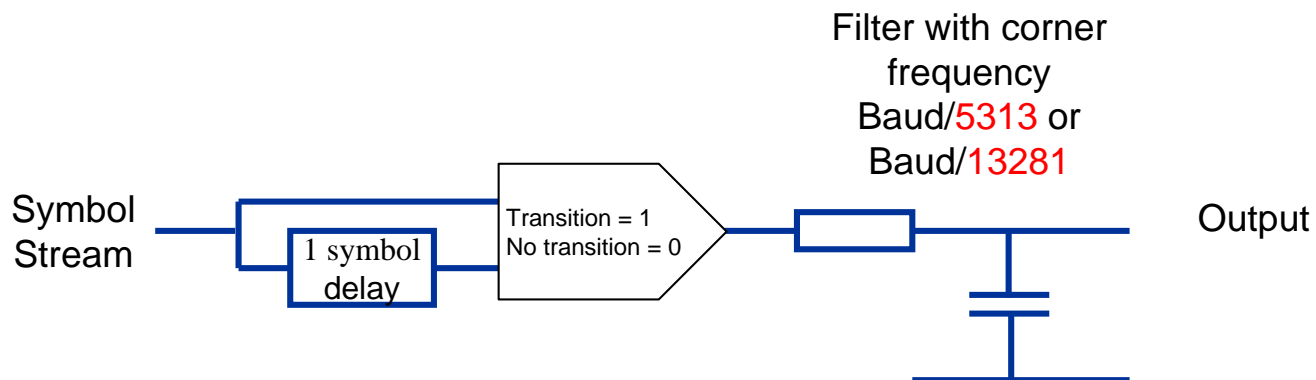 Filter with corner
frequency
Baud/5313 or
Baud/13281
Symbol
Stream
1 symbol
delay
Transition = 1
No transition = 0
Output